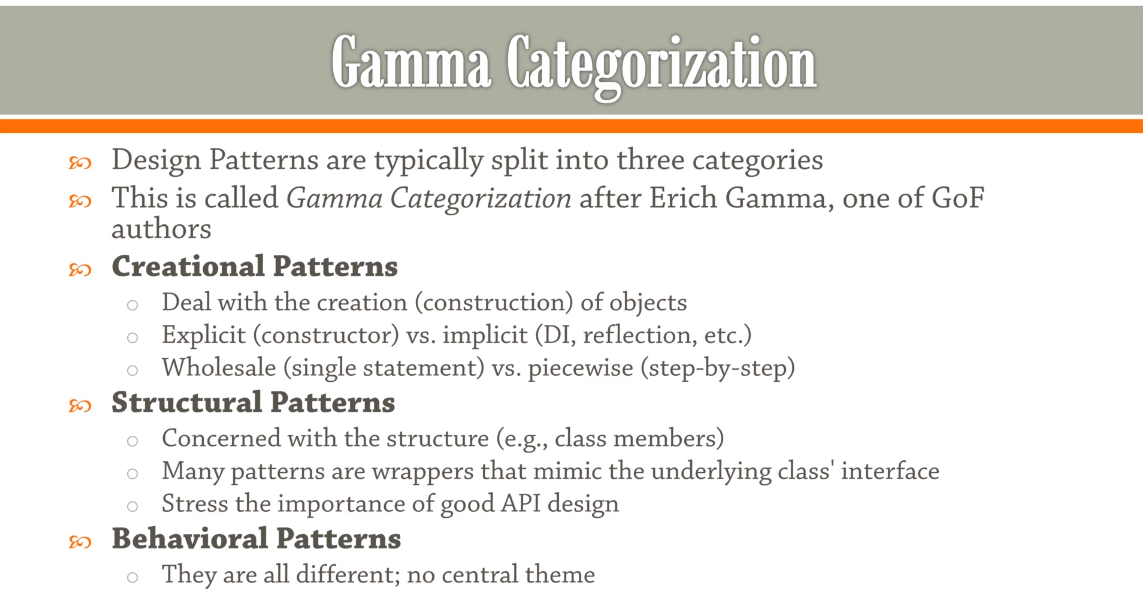 Gamma Categorization
Design Patterns are typically split into three categories
This is called Gamma Categorization after Erich Gamma, one of GoF
authors
Creational Patterns
Deal with the creation (construction) of objects
Explicit (constructor) vs. implicit (DI, reflection, etc.)
Wholesale (single statement) vs. piecewise (step-by-step)
Structural Patterns
Concerned with the structure (e.g., class members)
Many patterns are wrappers that mimic the underlying class' interface
Stress the importance of good API design
Behavioral Patterns
They are all different; no central theme